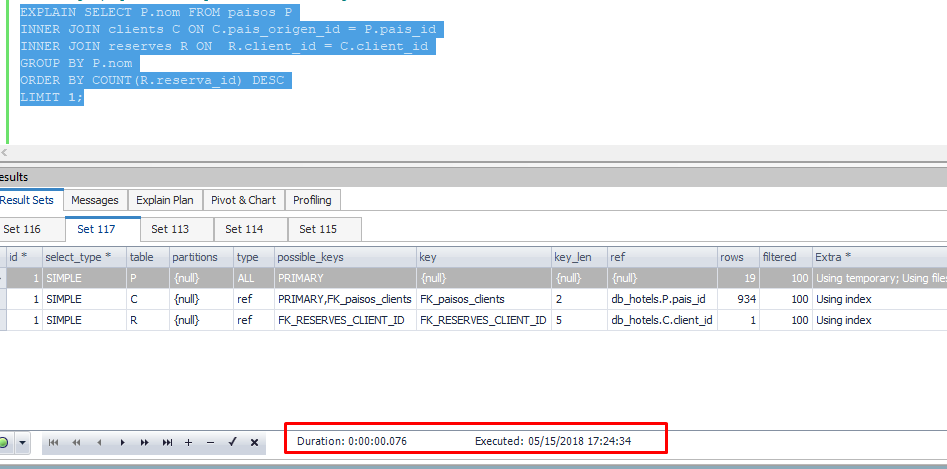 EXPLAIN SELECT P.nom FROM paisos P
INNER JOIN clients C ON C.pais_origen_id = P.pais_id
INNER JOIN reserves R ON  R.client_id = C.client_id
GROUP BY P.nom
ORDER BY COUNT(R.reserva_id) DESC
LIMIT 1;
esults
Result Sets Messages Explain Plan Pivot & Chart Profiling
Set 116 Set 117 Set 113 Set 114 Set 115
id * select_type * table partitions type possible_keys key key_len ref rows filtered Extra *
1 SIMPLE P {null} ALL PRIMARY {null} {null} {null} 19 100 Using temporary; Using files
1 SIMPLE C {null} ref PRIMARY,FK_paisos_clients FK_paisos_clients 2 db_hotels.P.pais_id 934 100 Using index
1 SIMPLE R {null} ref FK_RESERVES_CLIENT_ID FK_RESERVES_CLIENT_ID 5 db_hotels.C.client_id 1 100 Using index
Duration: 0:00:00.076 Executed: 05/15/2018 17:24:34